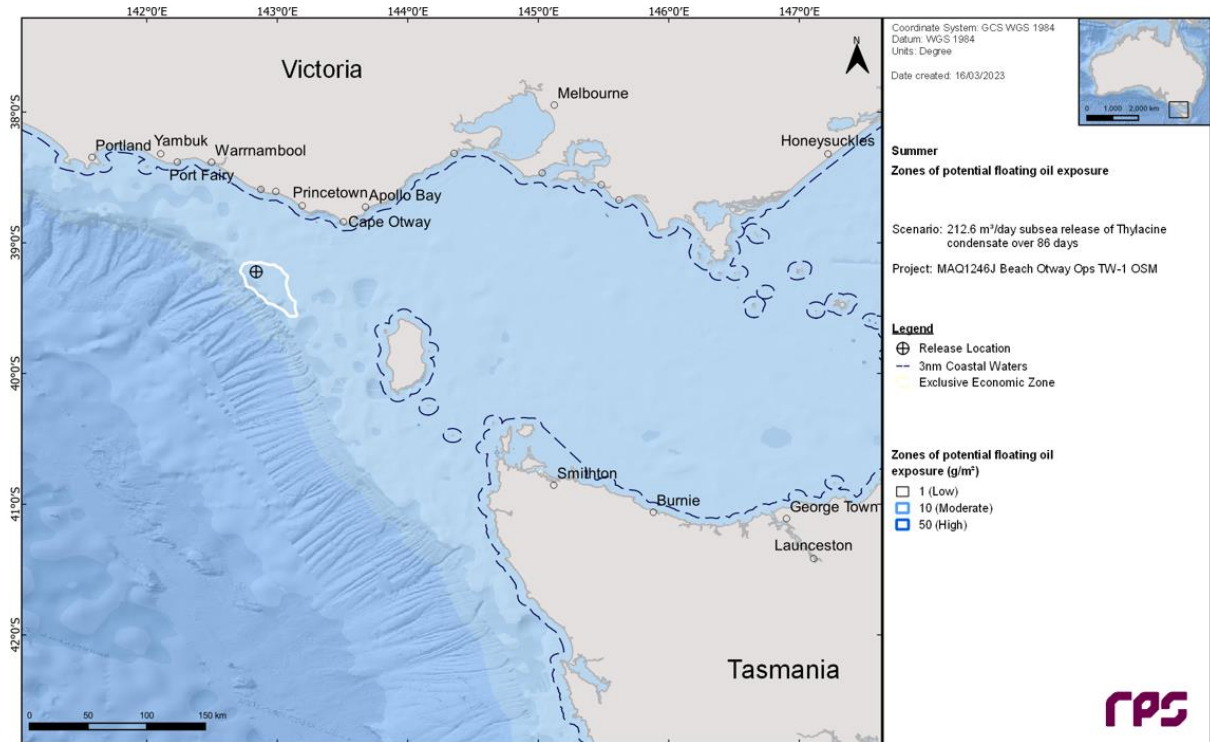 142°0'E 143°0'E 144°0'E 145°0'E 146°0'E 147°0'E
38°0'S
39°0'S
40°0'S
41°0'S
42°0'S
N
Victoria
Melbourne
Portland
Yambuk
Warrnambool
Port Fairy
Princetown
Apollo Bay
Cape Otway
Honeysuckles
Smithton
Burnie
George Town
Launceston
Tasmania
0 50 100 150 km
Coordinate System: GCS WGS 1984
Datum: WGS 1984
Units: Degree
Date created: 16/03/2023
0 1,000 2,000 km
Summer
Zones of potential floating oil exposure
Scenario: 212.6 m³/day subsea release of Thylacine
condensate over 86 days
Project: MAQ1246J Beach Otway Ops TW-1 OSM
Legend
Release Location
3nm Coastal Waters
Exclusive Economic Zone
Zones of potential floating oil
exposure (g/m²)
1 (Low)
10 (Moderate)
50 (High)
rps